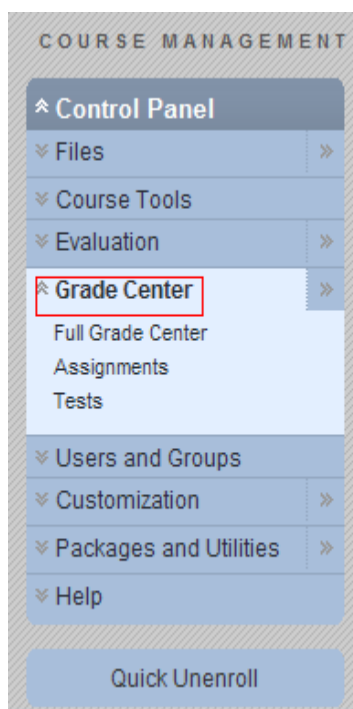 COURSE MANAGEMENT
Control Panel
Files
Course Tools
Evaluation
Grade Center
Full Grade Center
Assignments
Tests
Users and Groups
Customization
Packages and Utilities
Help
Quick Unenroll